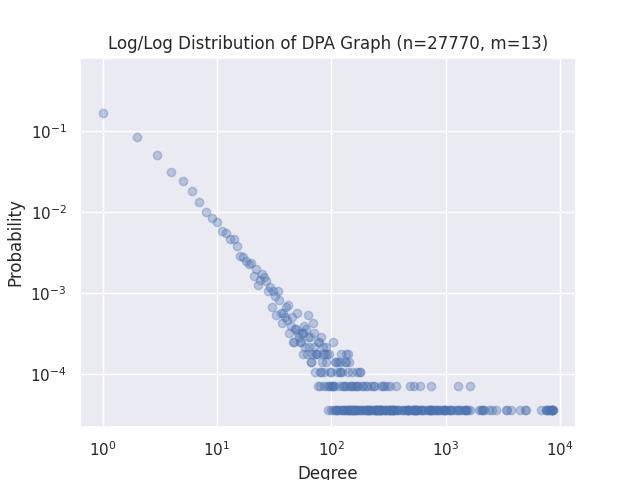 Log/Log Distribution of DPA Graph (n=27770, m=13)
Probability
10⁻¹
10⁻²
10⁻³
10⁻⁴
10⁰ 10¹ 10² 10³ 10⁴
Degree